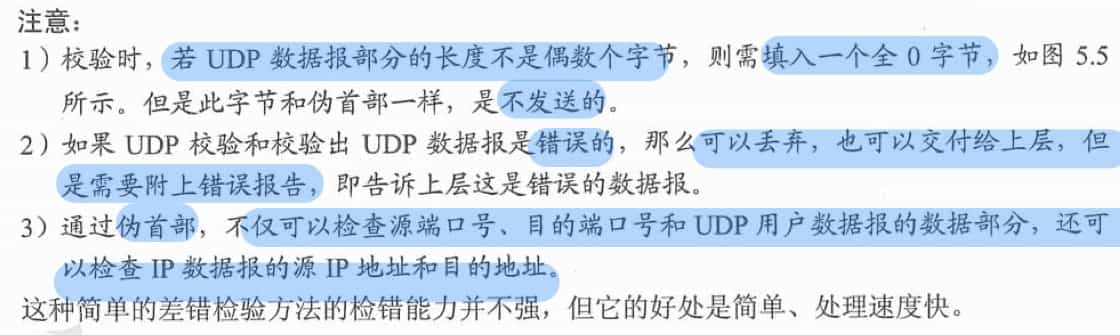 注意：
1）校验时，若 UDP 数据报部分的长度不是偶数个字节，则需填入一个全 0 字节，如图 5.5
所示。但是此字节和伪首部一样，是不发送的。
2）如果 UDP 校验和校验出 UDP 数据报是错误的，那么可以丢弃，也可以交付给上层，但
是需要附上错误报告，即告诉上层这是错误的数据报。
3）通过伪首部，不仅可以检查源端口号、目的端口号和 UDP 用户数据报的数据部分，还可
以检查 IP 数据报的源 IP 地址和目的地址。
这种简单的差错检验方法的检错能力并不强，但它的好处是简单、处理速度快。